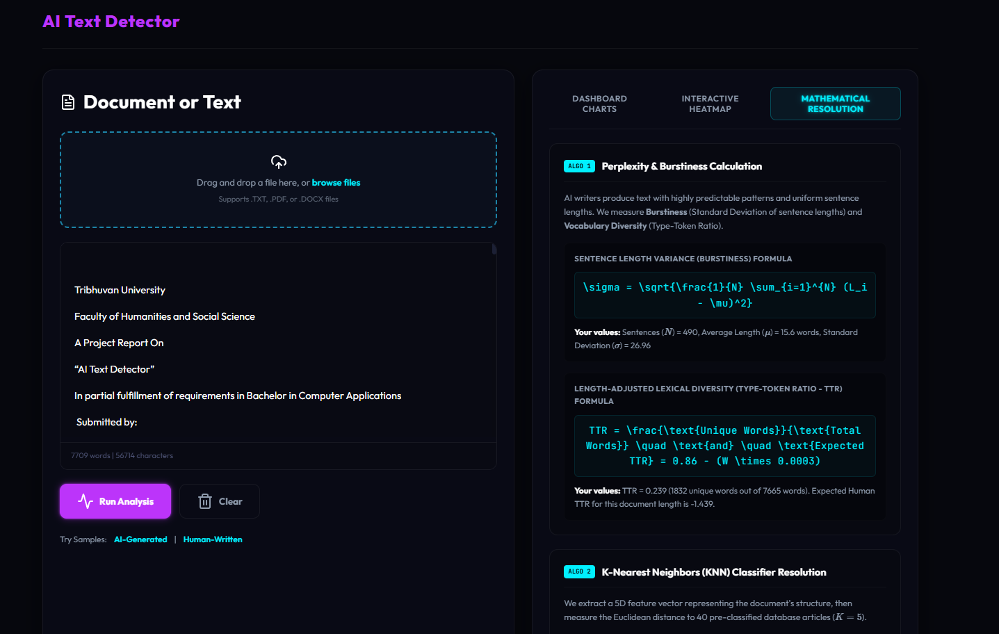 AI Text Detector
Document or Text
Drag and drop a file here, or browse files
Supports .TXT, .PDF, or .DOCX files
Tribhuvan University
Faculty of Humanities and Social Science
A Project Report On
“AI Text Detector”
In partial fulfillment of requirements in Bachelor in Computer Applications
Submitted by:
7709 words | 56714 characters
Run Analysis
Clear
Try Samples: AI-Generated | Human-Written
DASHBOARD
CHARTS
INTERACTIVE
HEATMAP
MATHEMATICAL
RESOLUTION
ALGO 1 Perplexity & Burstiness Calculation
AI writers produce text with highly predictable patterns and uniform sentence
lengths. We measure Burstiness (Standard Deviation of sentence lengths) and
Vocabulary Diversity (Type-Token Ratio).
SENTENCE LENGTH VARIANCE (BURSTINESS) FORMULA
\sigma = \sqrt{\frac{1}{N} \sum_{i=1}^{N} (L_i
- \mu)^2}
Your values: Sentences (N) = 490, Average Length (μ) = 15.6 words, Standard
Deviation (σ) = 26.96
LENGTH-ADJUSTED LEXICAL DIVERSITY (TYPE-TOKEN RATIO - TTR)
FORMULA
TTR = \frac{\text{Unique Words}}{\text{Total
Words}} \quad \text{and} \quad \text{Expected
TTR} = 0.86 - (W \times 0.0003)
Your values: TTR = 0.239 (1832 unique words out of 7665 words). Expected Human
TTR for this document length is -1.439.
ALGO 2 K-Nearest Neighbors (KNN) Classifier Resolution
We extract a 5D feature vector representing the document's structure, then
measure the Euclidean distance to 40 pre-classified database articles (K = 5).